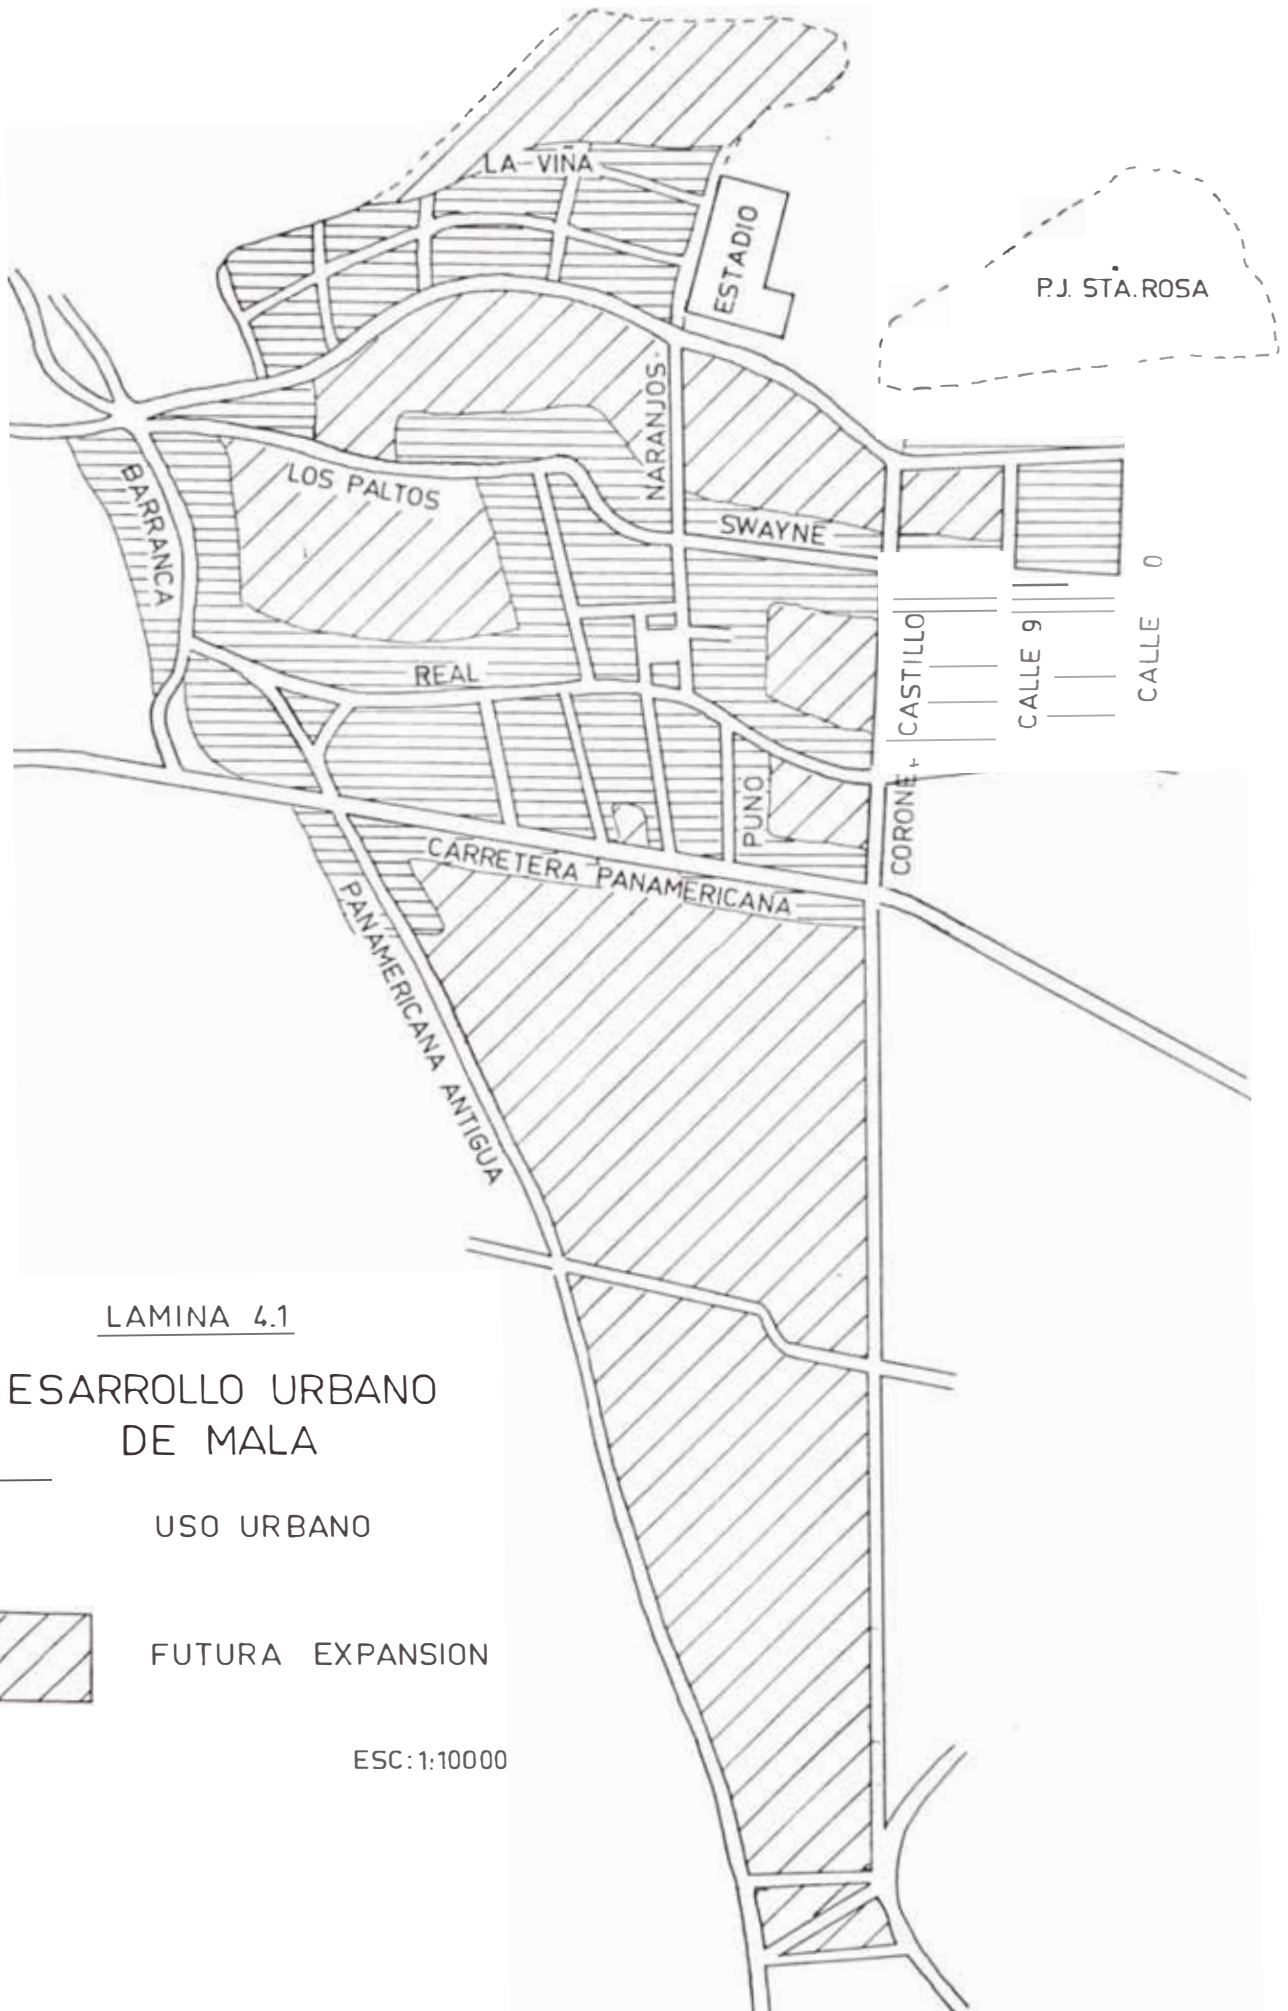 LA VIÑA
ESTADIO
P.J. STA. ROSA
NARANJOS
LOS PALTOS
BARRANCA
SWAYNE
REAL
CASTILLO
CALLE 9
CALLE 0
PUNO
CORONE
CARRETERA PANAMERICANA
PANAMERICANA ANTIGUA
LAMINA 4.1
ESARROLLO URBANO
DE MALA
USO URBANO
FUTURA EXPANSION
ESC: 1:10000